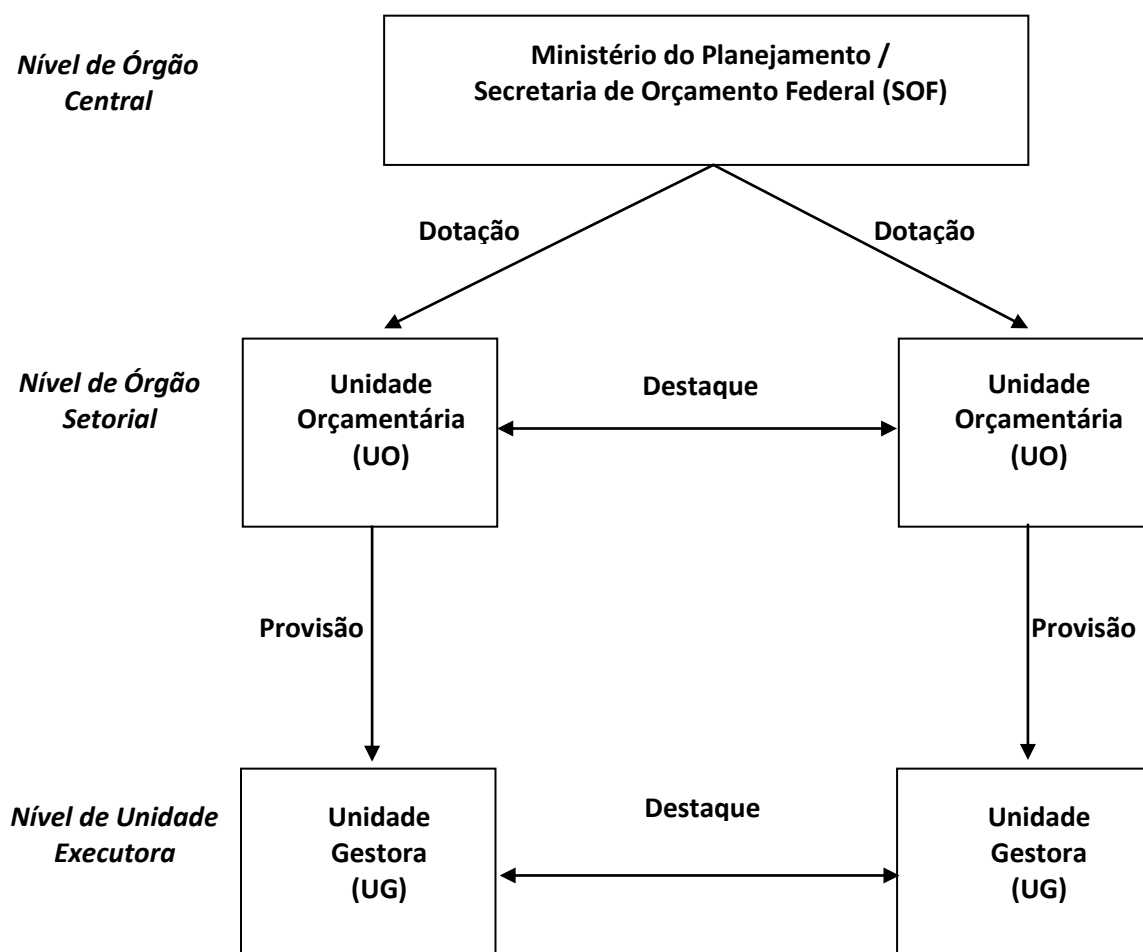 Nível de Órgão
Central
Ministério do Planejamento /
Secretaria de Orçamento Federal (SOF)
Dotação
Dotação
Nível de Órgão
Setorial
Unidade
Orçamentária
(UO)
Destaque
Unidade
Orçamentária
(UO)
Provisão
Provisão
Nível de Unidade
Executora
Unidade
Gestora
(UG)
Destaque
Unidade
Gestora
(UG)